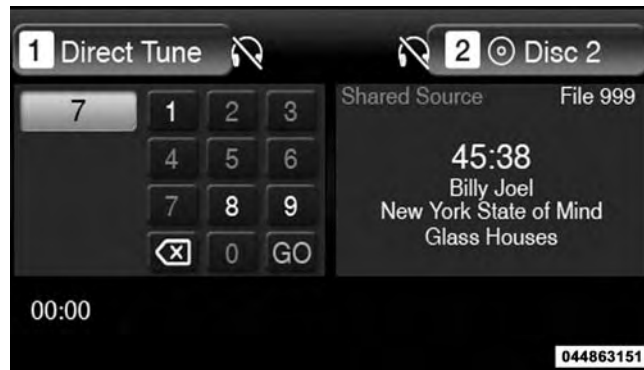 1 Direct Tune
2 Disc 2
7
1 2 3
4 5 6
7 8 9
0 GO
Shared Source File 999
45:38
Billy Joel
New York State of Mind
Glass Houses
00:00
044863151